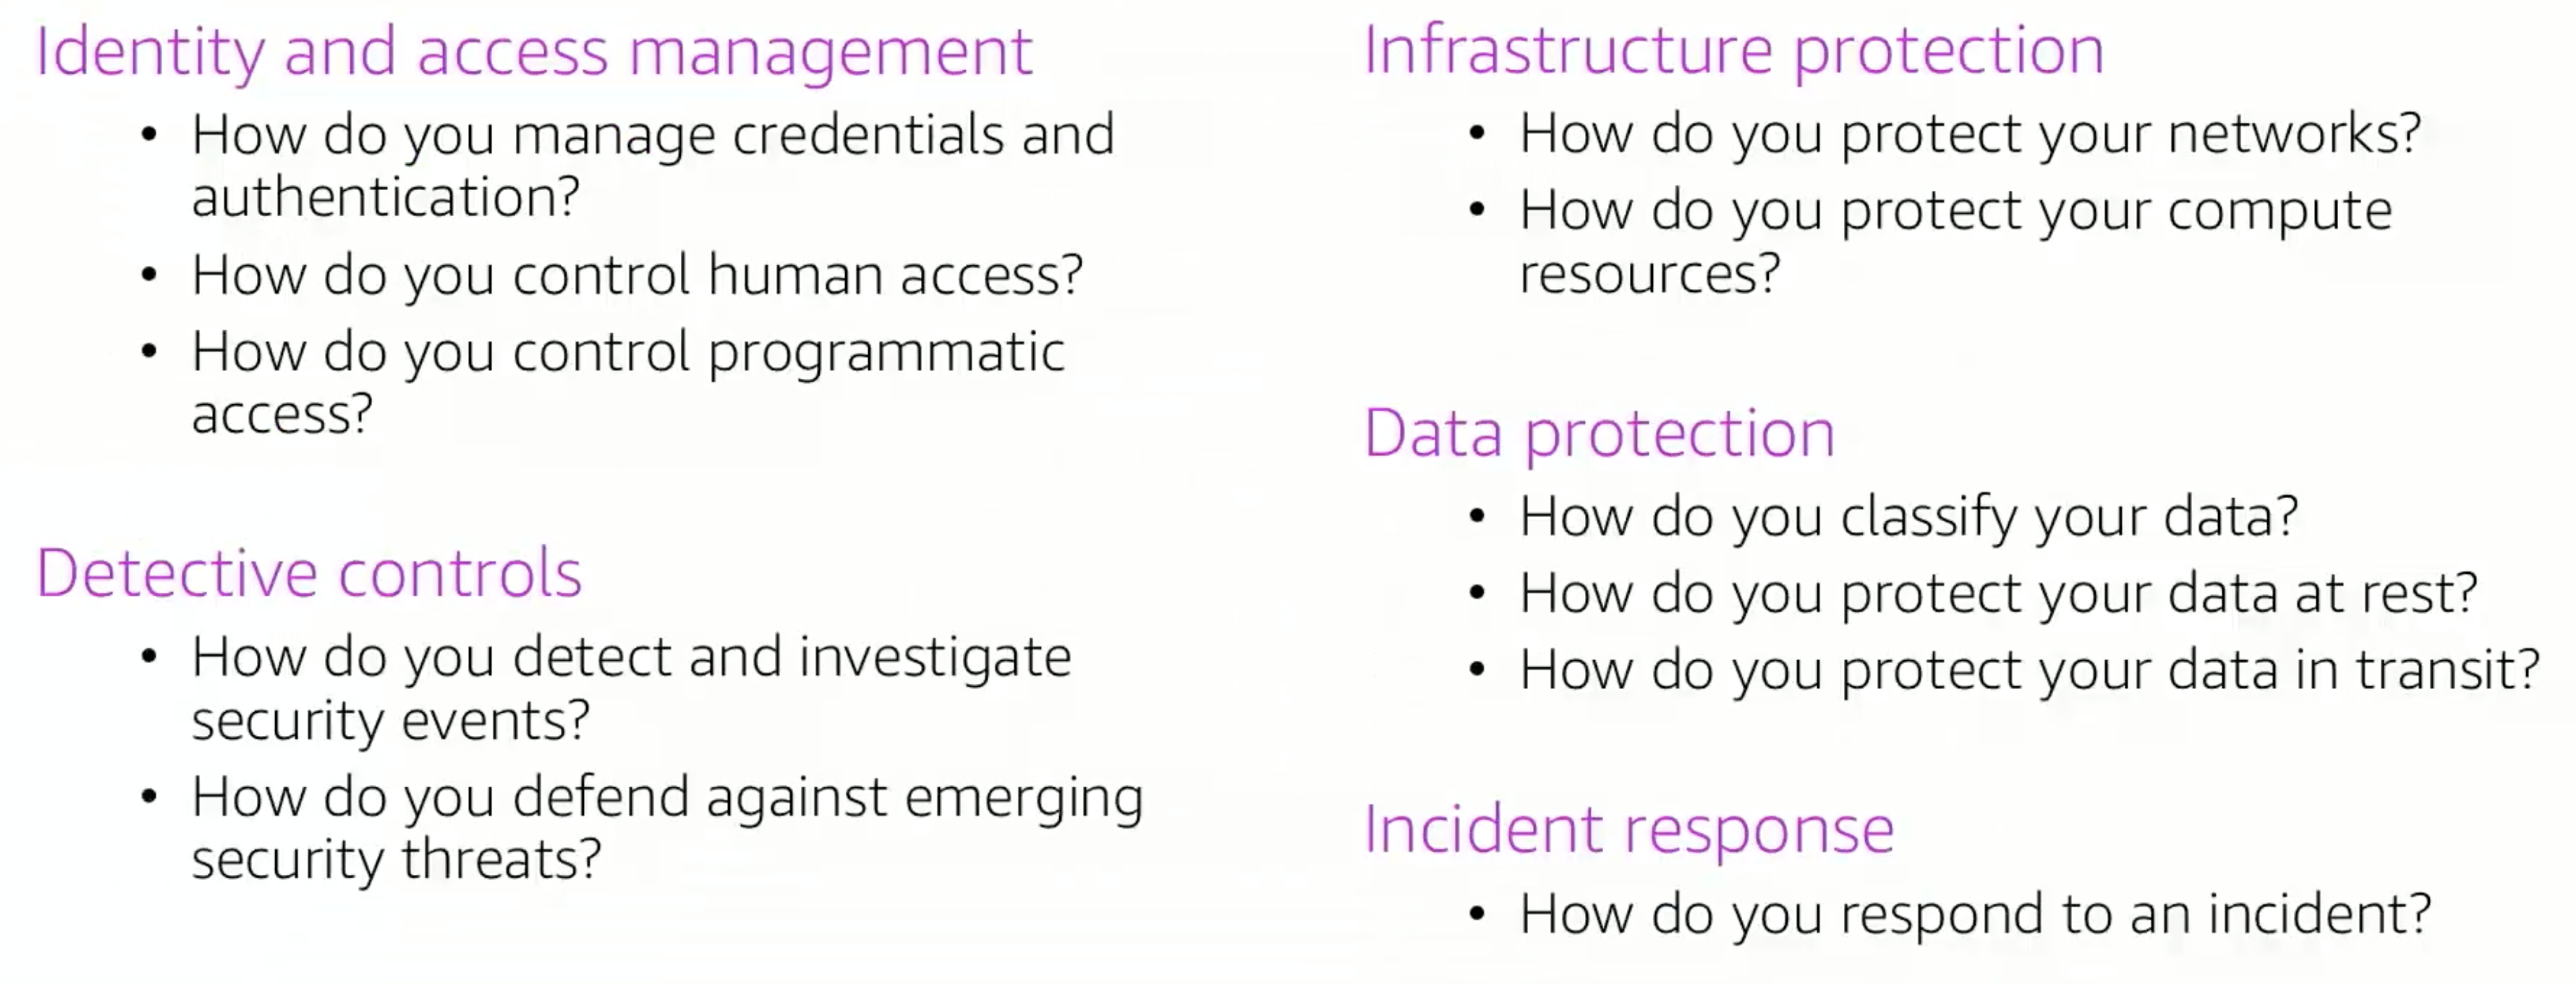 Identity and access management
• How do you manage credentials and
authentication?
• How do you control human access?
• How do you control programmatic
access?
Detective controls
• How do you detect and investigate
security events?
• How do you defend against emerging
security threats?
Infrastructure protection
• How do you protect your networks?
• How do you protect your compute
resources?
Data protection
• How do you classify your data?
• How do you protect your data at rest?
• How do you protect your data in transit?
Incident response
• How do you respond to an incident?